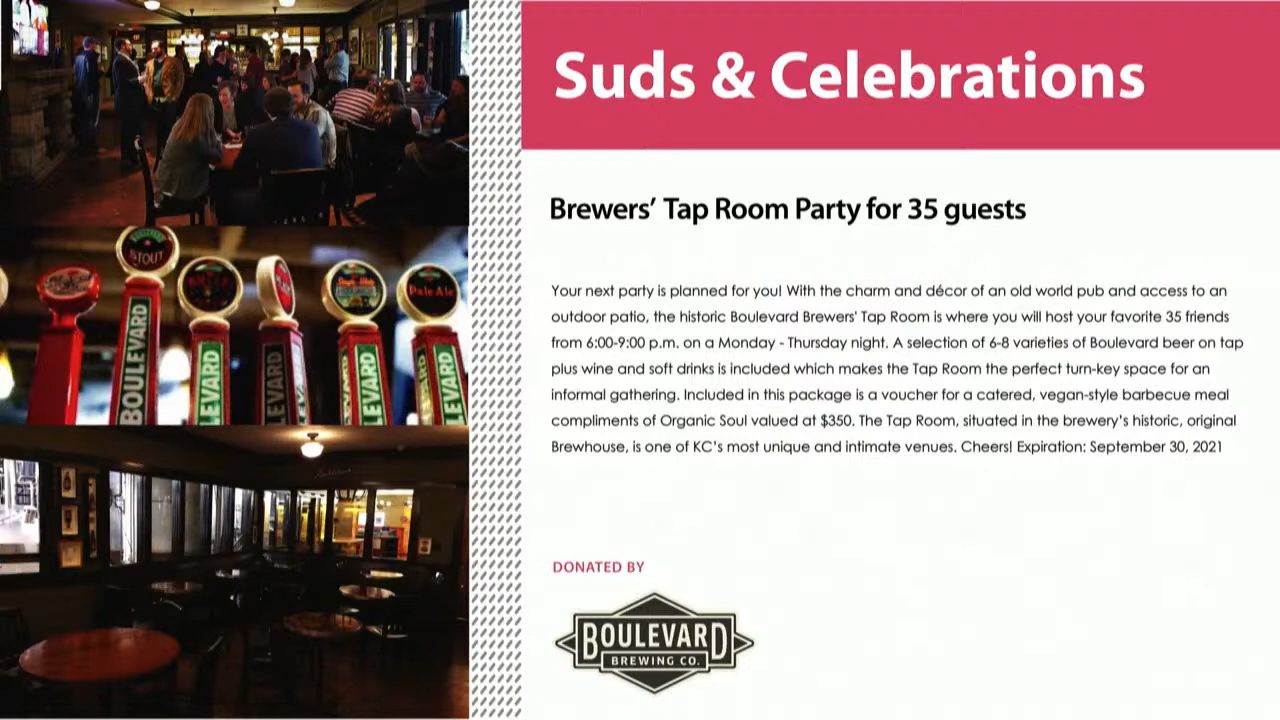 Suds & Celebrations
Brewers' Tap Room Party for 35 guests
Your next party is planned for you! With the charm and décor of an old world pub and access to an
outdoor patio, the historic Boulevard Brewers' Tap Room is where you will host your favorite 35 friends
from 6:00-9:00 p.m. on a Monday - Thursday night. A selection of 6-8 varieties of Boulevard beer on tap
plus wine and soft drinks is included which makes the Tap Room the perfect turn-key space for an
informal gathering. Included in this package is a voucher for a catered, vegan-style barbecue meal
compliments of Organic Soul valued at $350. The Tap Room, situated in the brewery's historic, original
Brewhouse, is one of KC's most unique and intimate venues. Cheers! Expiration: September 30, 2021
DONATED BY
BOULEVARD
BREWING CO.
STOUT
Pale Ale
BOULEVARD
LEVARD
LEVARD
LEVARD
LEVARD